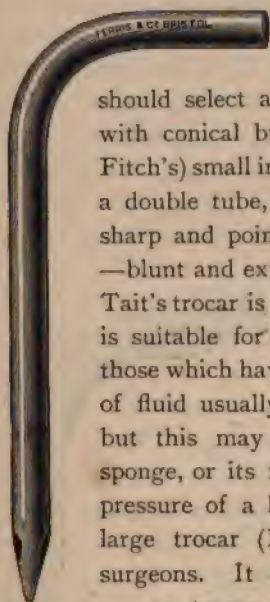 FERRIS & Co BRISTOL
should select a
with conical b
Fitch's) small in
a double tube,
sharp and poin
—blunt and ex
Tait's trocar is
is suitable for
those which hav
of fluid usually
but this may
sponge, or its
pressure of a
large trocar (
surgeons. It